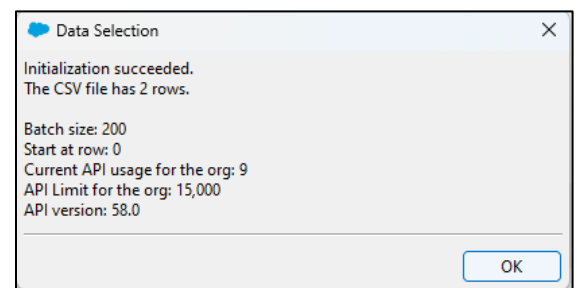 Data Selection
Initialization succeeded.
The CSV file has 2 rows.
Batch size: 200
Start at row: 0
Current API usage for the org: 9
API Limit for the org: 15,000
API version: 58.0
OK